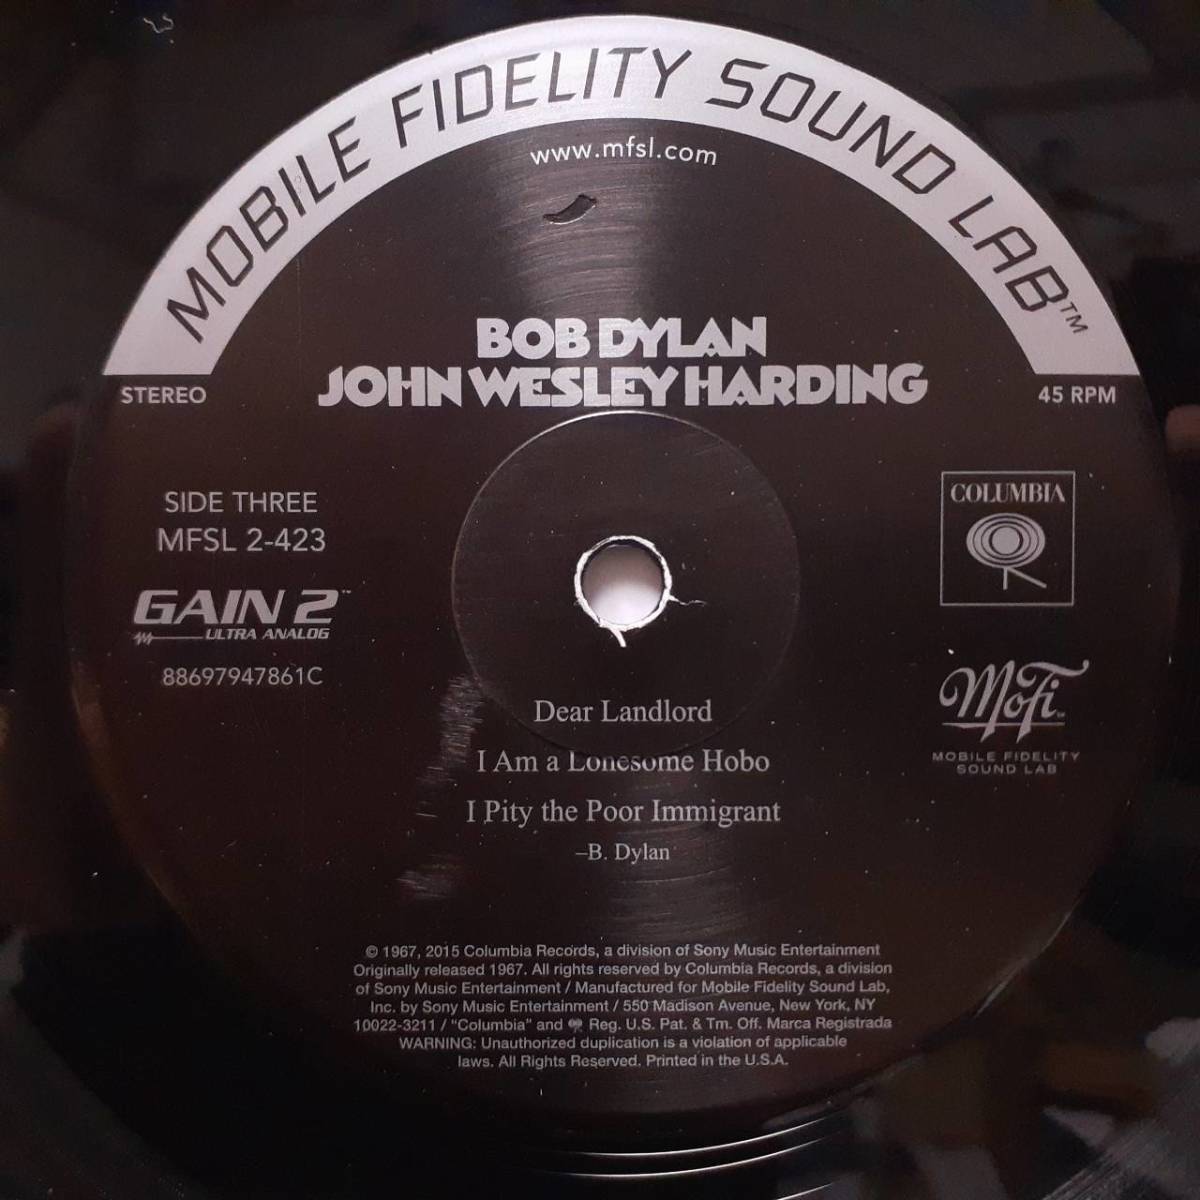 MOBILE FIDELITY SOUND LAB™
www.mfsl.com
BOB DYLAN
JOHN WESLEY HARDING
STEREO
45 RPM
SIDE THREE
MFSL 2-423
GAIN 2™
ULTRA ANALOG
88697947861C
COLUMBIA
MoFi™
MOBILE FIDELITY
SOUND LAB
Dear Landlord
I Am a Lonesome Hobo
I Pity the Poor Immigrant
–B. Dylan
© 1967, 2015 Columbia Records, a division of Sony Music Entertainment
Originally released 1967. All rights reserved by Columbia Records, a division
of Sony Music Entertainment / Manufactured for Mobile Fidelity Sound Lab,
Inc. by Sony Music Entertainment / 550 Madison Avenue, New York, NY
10022-3211 / "Columbia" and Reg. U.S. Pat. & Tm. Off. Marca Registrada
WARNING: Unauthorized duplication is a violation of applicable
laws. All Rights Reserved. Printed in the U.S.A.